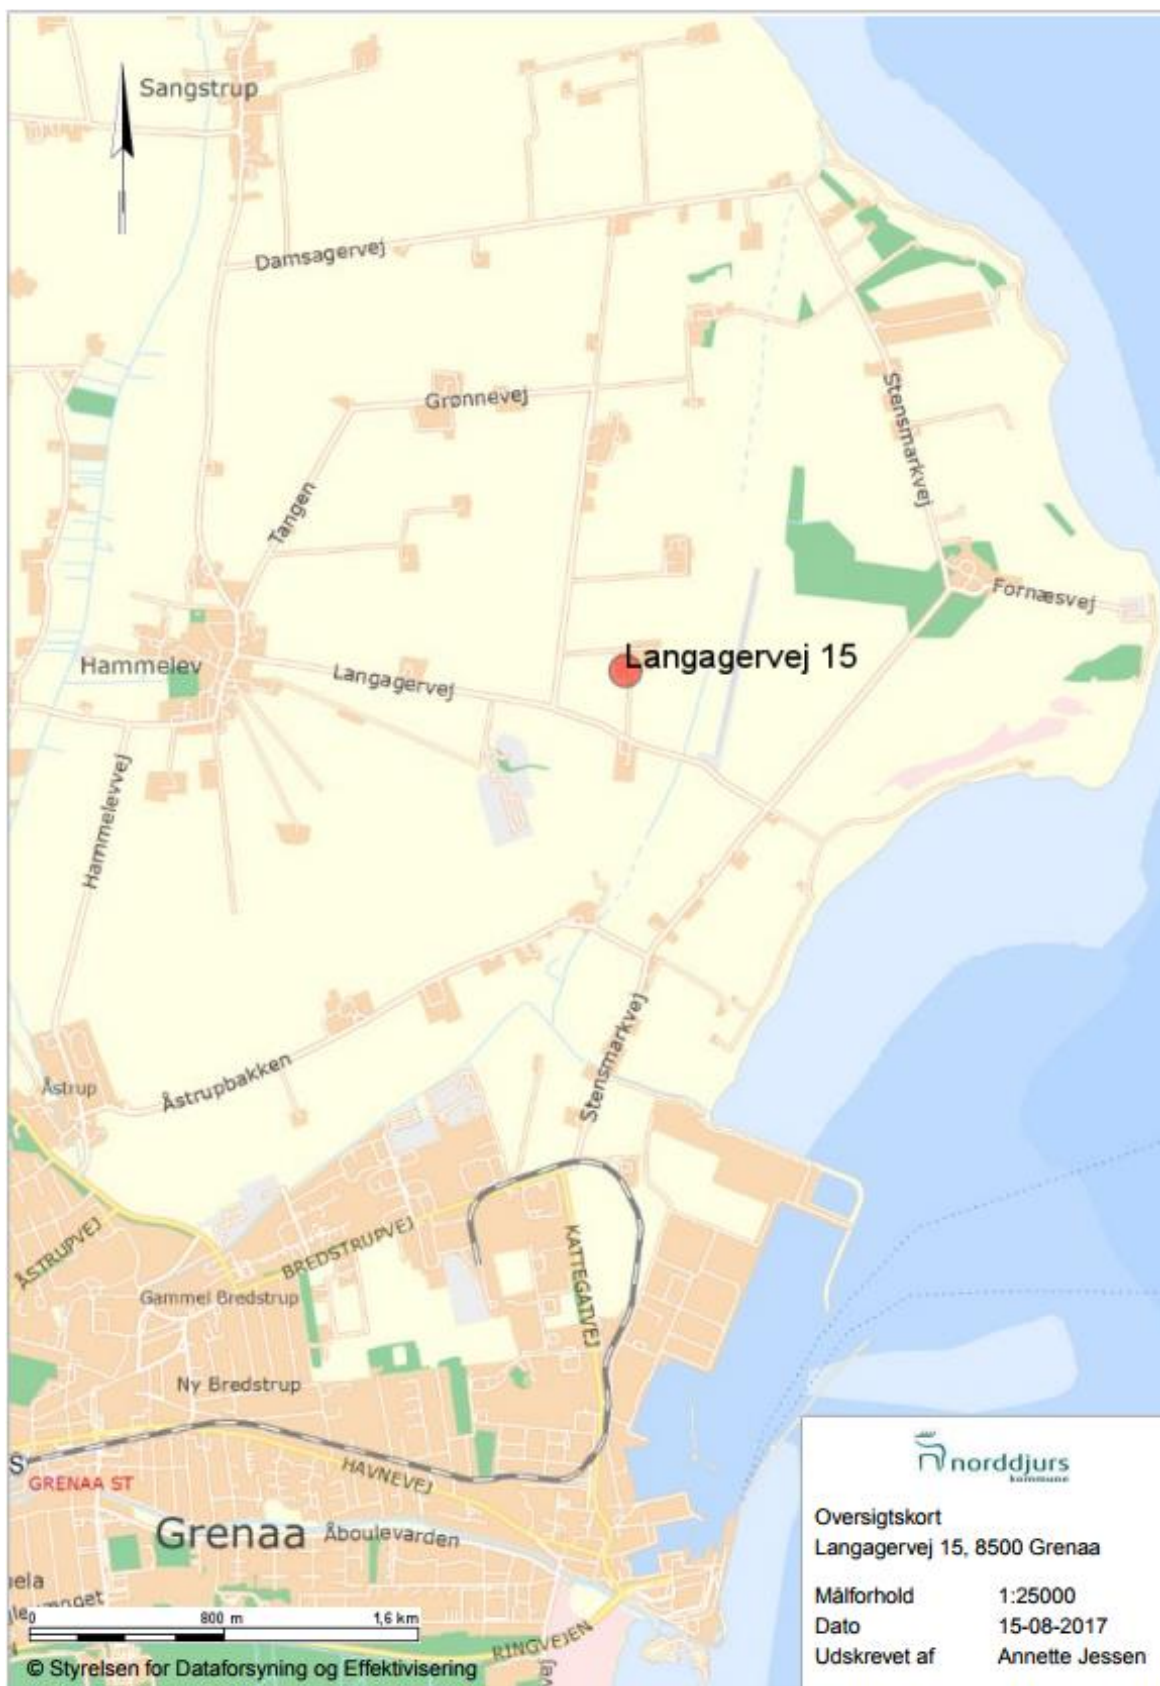 Sangstrup
Damsagervej
Grønnevej
Stensmarkvej
Tangen
Fornæsvej
Langagervej 15
Hammelev
Langagervej
Hammelevvej
Stensmarkvej
Åstrup
Åstrupbakken
ÅSTRUPVEJ
BREDSTRUPVEJ
KATTEGATVEJ
Gammel Bredstrup
Ny Bredstrup
S
GRENAA ST
HAVNEVEJ
Grenaa
Åboulevarden
RINGVEJEN
0 800 m 1,6 km
© Styrelsen for Dataforsyning og Effektivisering
norddjurs
kommune
Oversigtskort
Langagervej 15, 8500 Grenaa
Målforhold 1:25000
Dato 15-08-2017
Udskrevet af Annette Jessen